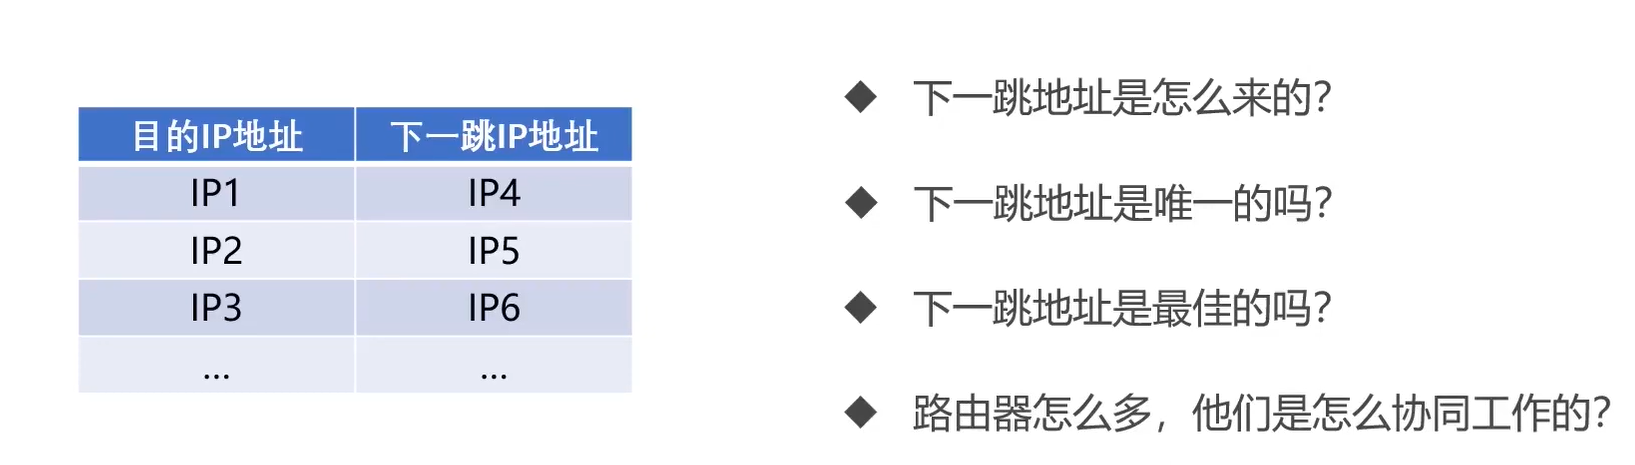 目的IP地址 下一跳IP地址
IP1 IP4
IP2 IP5
IP3 IP6
... ...
下一跳地址是怎么来的?
下一跳地址是唯一的吗?
下一跳地址是最佳的吗?
路由器怎么多，他们是怎么协同工作的?